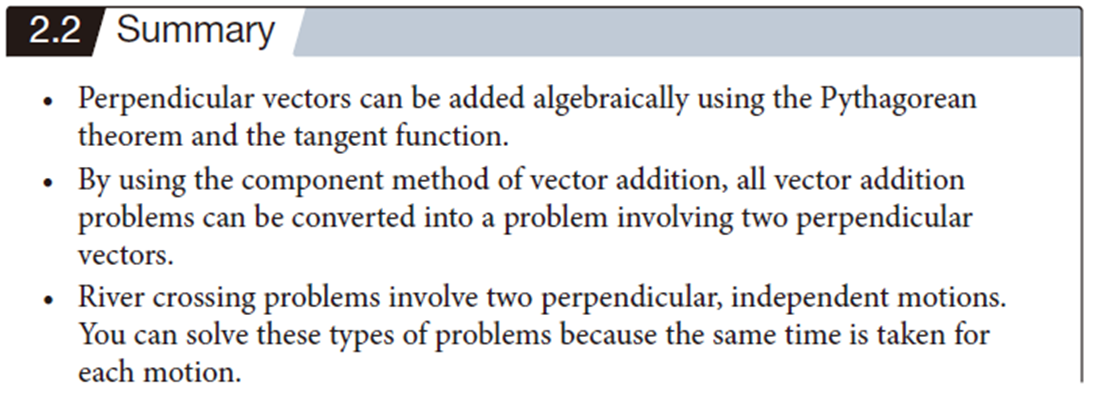 2.2 Summary
• Perpendicular vectors can be added algebraically using the Pythagorean
theorem and the tangent function.
• By using the component method of vector addition, all vector addition
problems can be converted into a problem involving two perpendicular
vectors.
• River crossing problems involve two perpendicular, independent motions.
You can solve these types of problems because the same time is taken for
each motion.